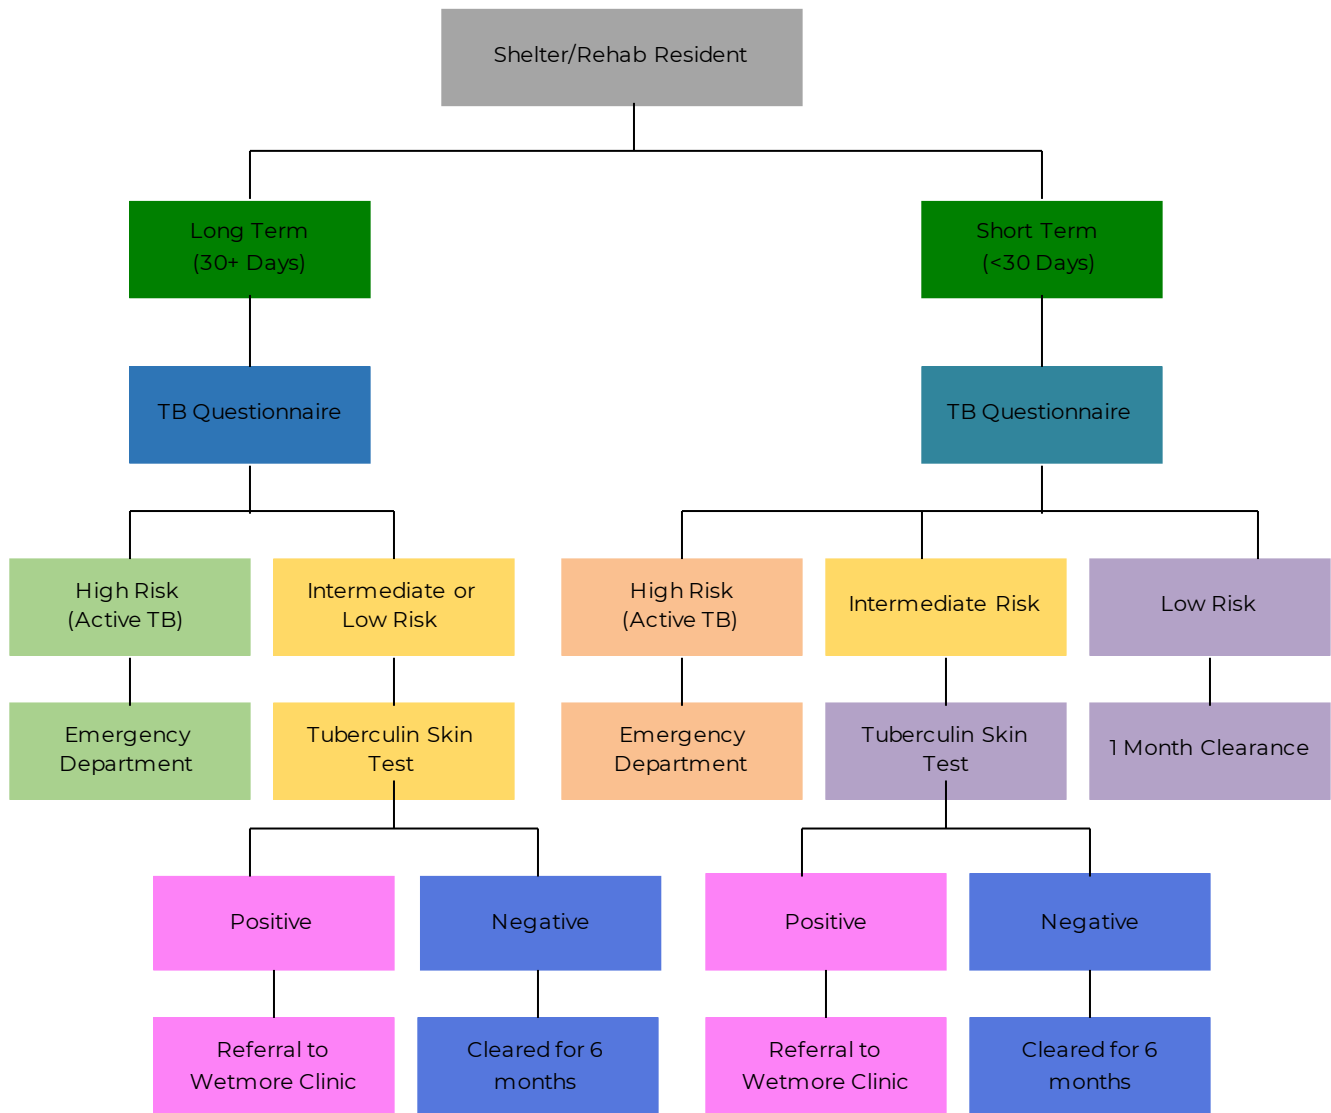 Shelter/Rehab Resident
Long Term
(30+ Days)
Short Term
(<30 Days)
TB Questionnaire
TB Questionnaire
High Risk
(Active TB)
Intermediate or
Low Risk
High Risk
(Active TB)
Intermediate Risk
Low Risk
Emergency
Department
Tuberculin Skin
Test
Emergency
Department
Tuberculin Skin
Test
1 Month Clearance
Positive
Negative
Positive
Negative
Referral to
Wetmore Clinic
Cleared for 6
months
Referral to
Wetmore Clinic
Cleared for 6
months